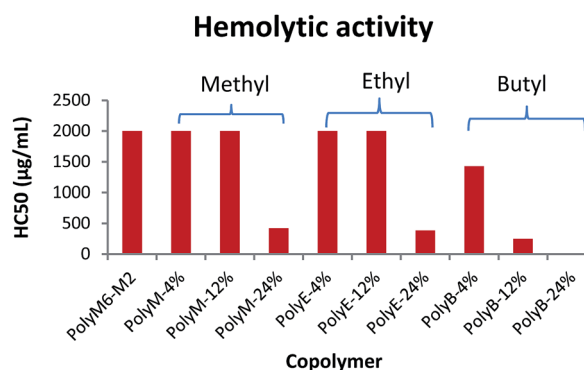 Hemolytic activity
Methyl
Ethyl
Butyl
HC50 (µg/mL)
2500
2000
1500
1000
500
0
PolyM6-M2
PolyM-4%
PolyM-12%
PolyM-24%
PolyE-4%
PolyE-12%
PolyE-24%
PolyB-4%
PolyB-12%
PolyB-24%
Copolymer